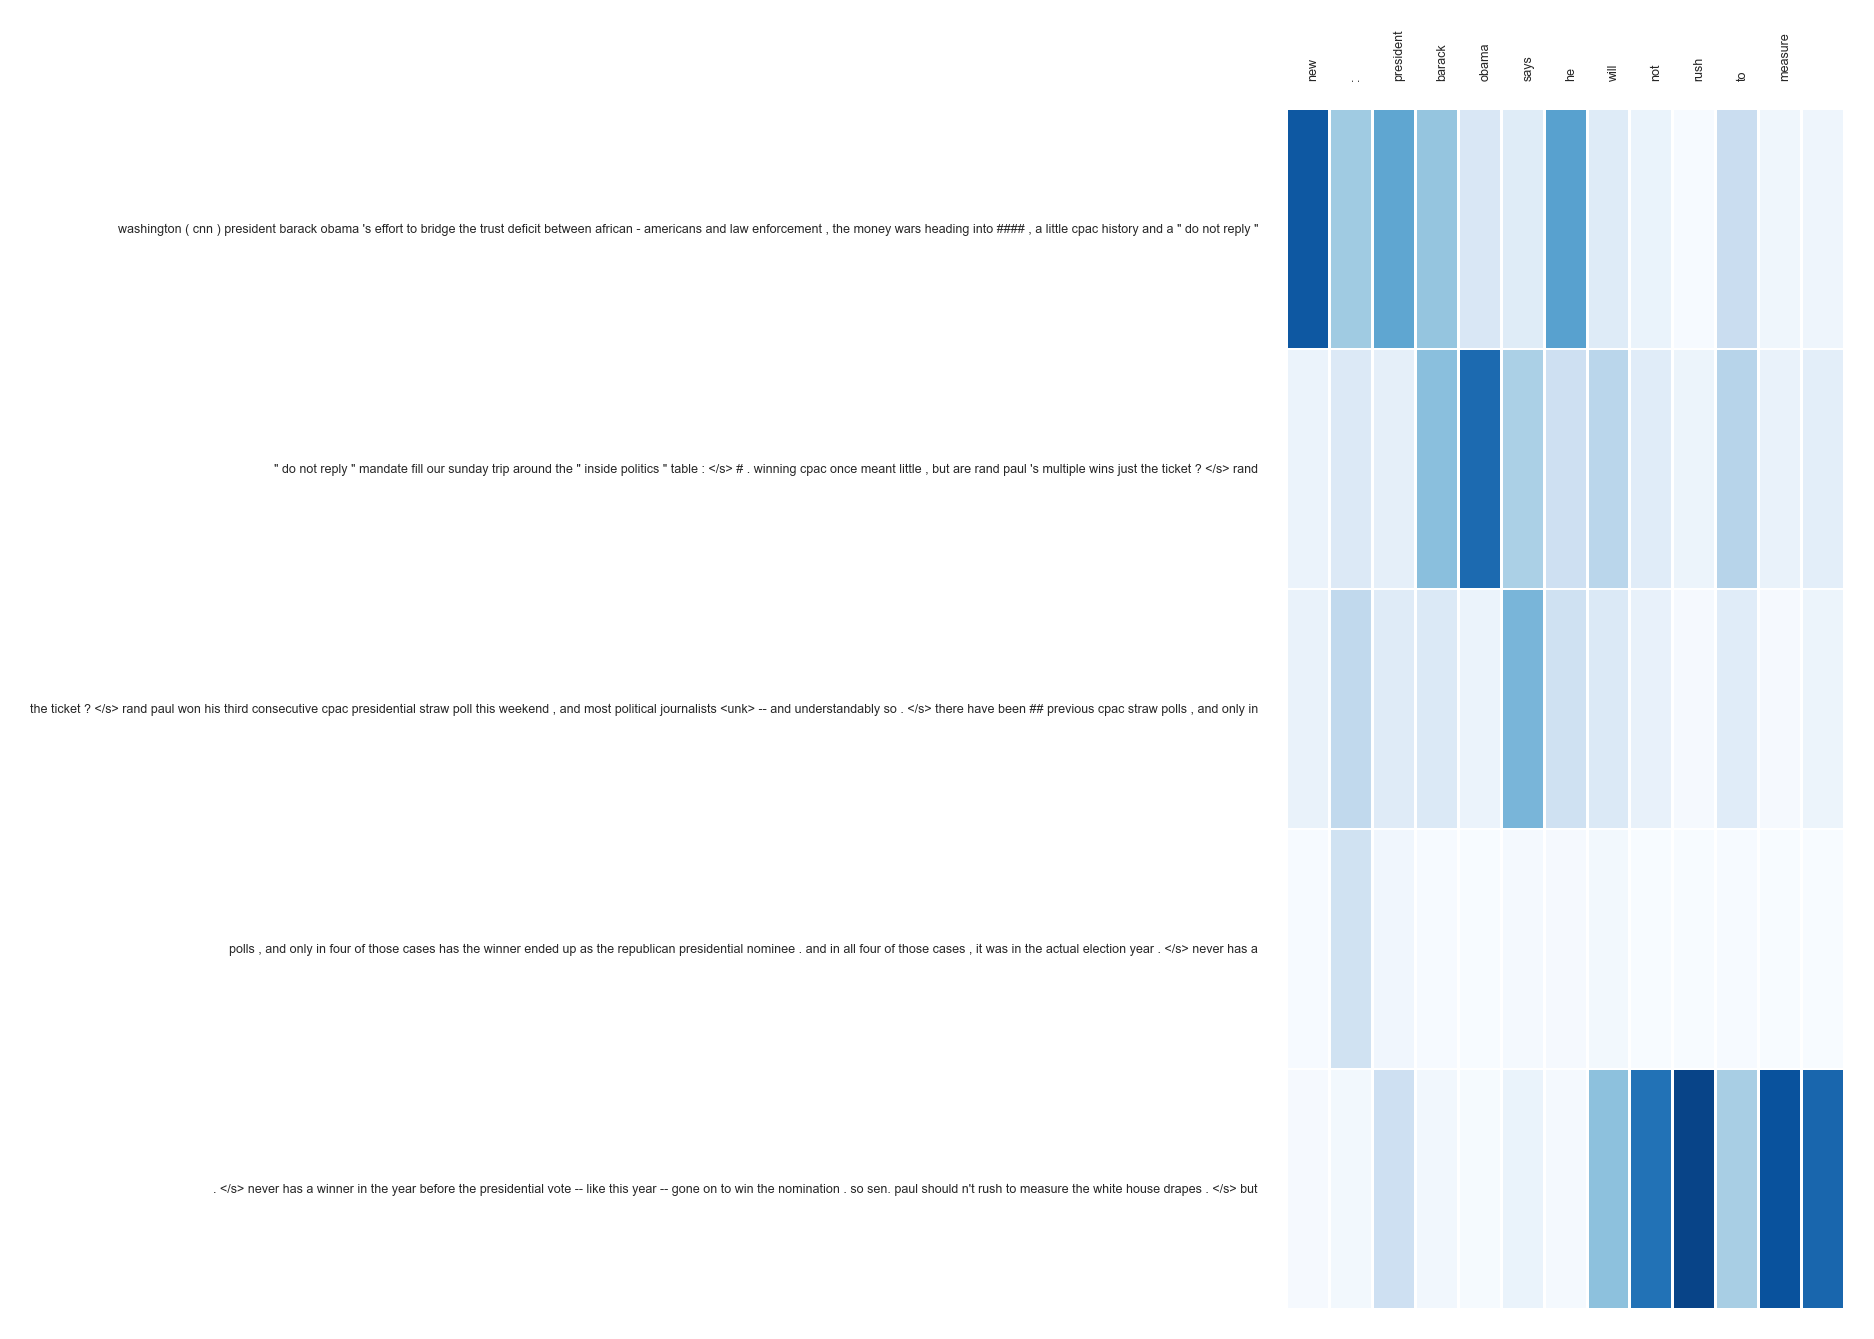 new
. .
president
barack
obama
says
he
will
not
rush
to
measure
washington ( cnn ) president barack obama 's effort to bridge the trust deficit between african - americans and law enforcement , the money wars heading into #### , a little cpac history and a " do not reply "
" do not reply " mandate fill our sunday trip around the " inside politics " table : </s> # . winning cpac once meant little , but are rand paul 's multiple wins just the ticket ? </s> rand
the ticket ? </s> rand paul won his third consecutive cpac presidential straw poll this weekend , and most political journalists <unk> -- and understandably so . </s> there have been ## previous cpac straw polls , and only in
polls , and only in four of those cases has the winner ended up as the republican presidential nominee . and in all four of those cases , it was in the actual election year . </s> never has a
. </s> never has a winner in the year before the presidential vote -- like this year -- gone on to win the nomination . so sen. paul should n't rush to measure the white house drapes . </s> but